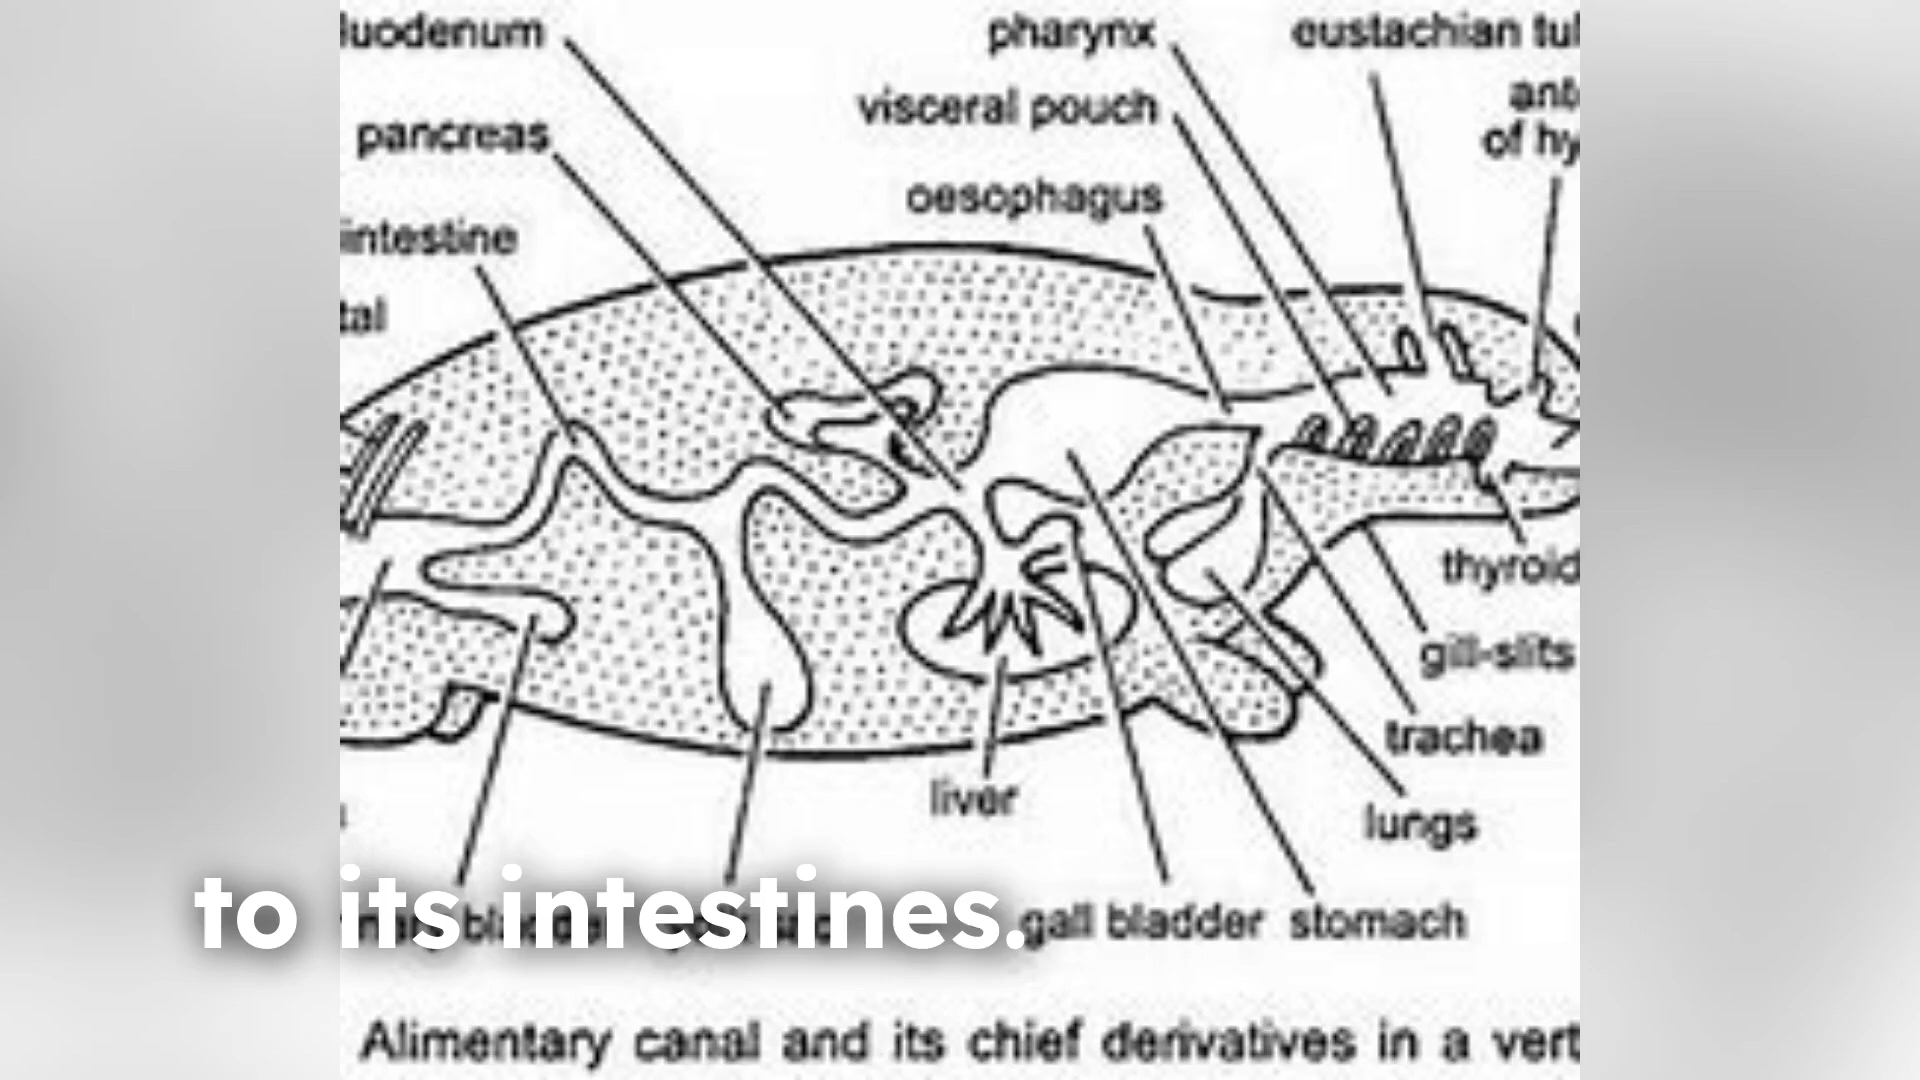 luodenum
pharynx
eustachian tul
visceral pouch
ant
of hy
pancreas
oesophagus
intestine
tal
thyroid
gill-slits
trachea
liver
lungs
to its intestines.
gall bladder stomach
Alimentary canal and its chief derivatives in a vert